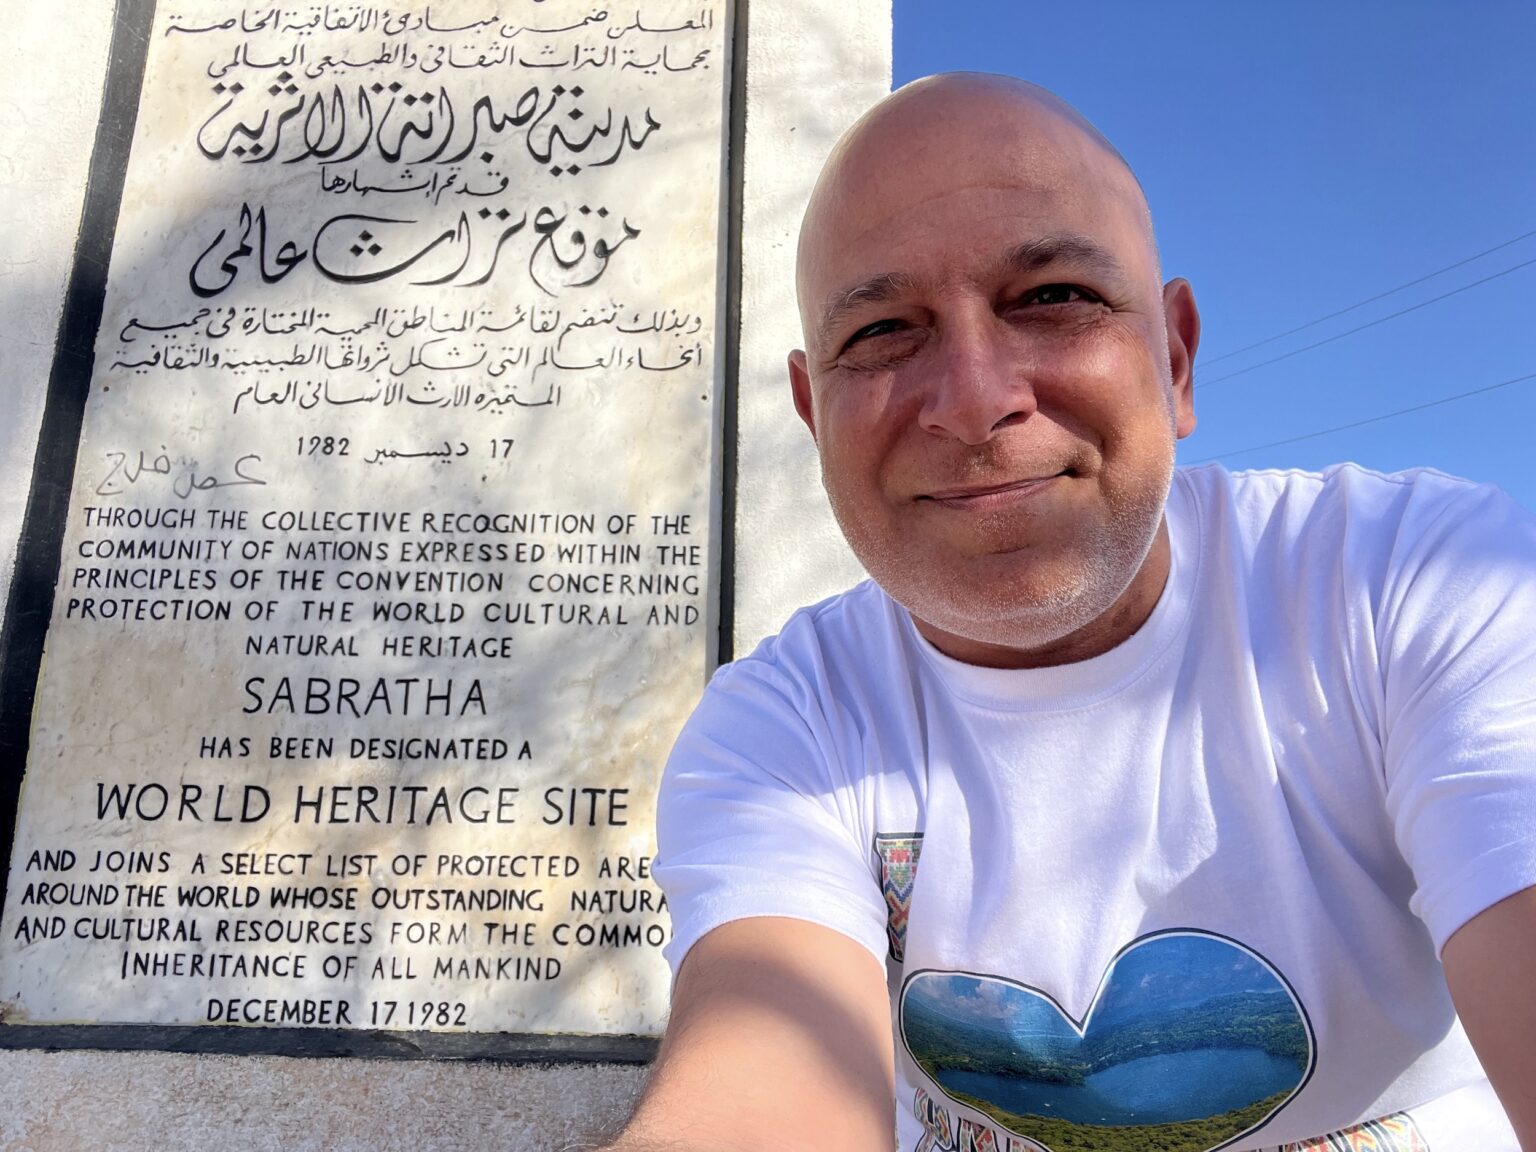 المعلن ضمن مبادئ الاتفاقية الخاصة
بحماية التراث الثقافي والطبيعي العالمي
مدينة صبراتة الاثرية
قد تم إشهارها
موقع تراث عالمي
وبذلك تنضم لقائمة المناطق المحمية المختارة في جميع
أنحاء العالم التي تشكل ثرواتها الطبيعية والثقافية
المتميزة الارث الانساني العام
17 ديسمبر 1982
فلاح
THROUGH THE COLLECTIVE RECOGNITION OF THE
COMMUNITY OF NATIONS EXPRESSED WITHIN THE
PRINCIPLES OF THE CONVENTION CONCERNING
PROTECTION OF THE WORLD CULTURAL AND
NATURAL HERITAGE
SABRATHA
HAS BEEN DESIGNATED A
WORLD HERITAGE SITE
AND JOINS A SELECT LIST OF PROTECTED ARE
AROUND THE WORLD WHOSE OUTSTANDING NATURA
AND CULTURAL RESOURCES FORM THE COMMO
INHERITANCE OF ALL MANKIND
DECEMBER 17 1982